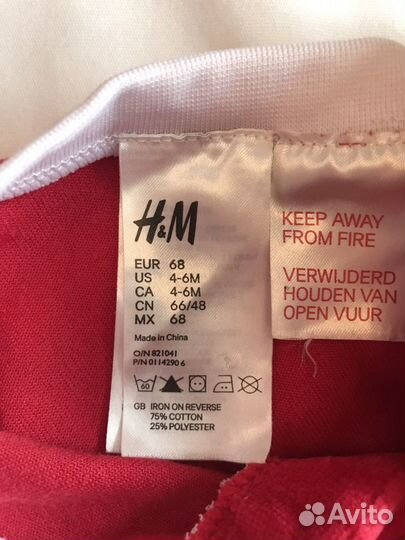 H&M
EUR 68
US 4-6M
CA 4-6M
CN 66/48
MX 68
Made in China
O/N 821041
P/N 0114290 6
60
GB IRON ON REVERSE
75% COTTON
25% POLYESTER
KEEP AWAY
FROM FIRE
VERWIJDERD
HOUDEN VAN
OPEN VUUR
Avito